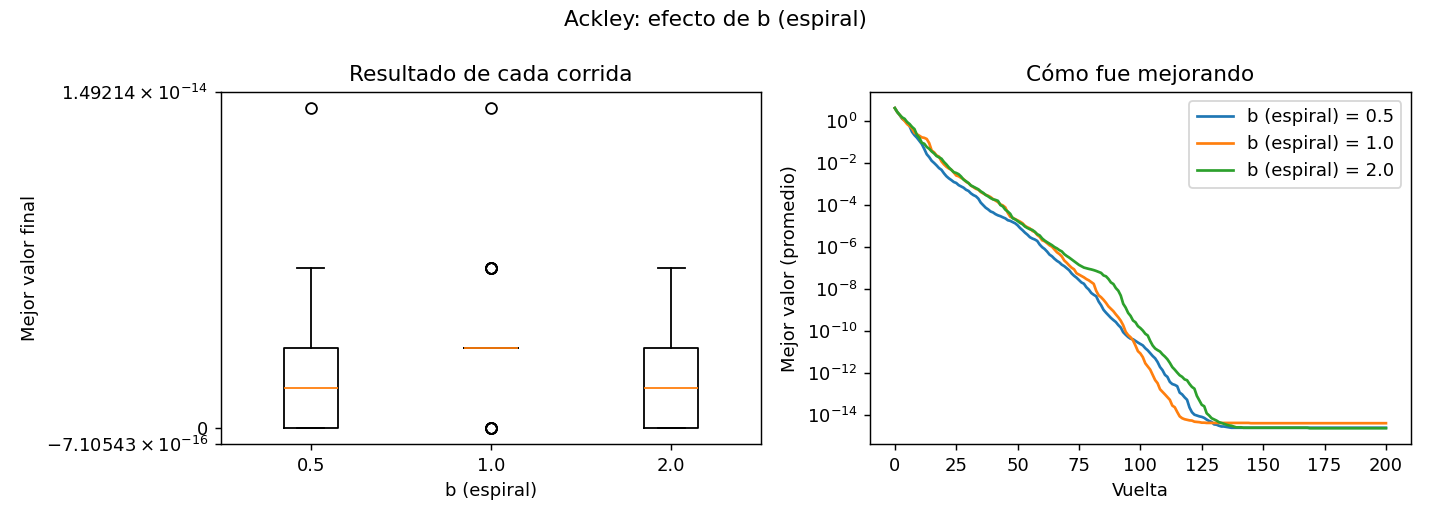 Ackley: efecto de b (espiral)
Resultado de cada corrida
Mejor valor final
1.49214 × 10⁻¹⁴
0
−7.10543 × 10⁻¹⁶
0.5 1.0 2.0
b (espiral)
Cómo fue mejorando
Mejor valor (promedio)
10⁰
10⁻²
10⁻⁴
10⁻⁶
10⁻⁸
10⁻¹⁰
10⁻¹²
10⁻¹⁴
b (espiral) = 0.5
b (espiral) = 1.0
b (espiral) = 2.0
0 25 50 75 100 125 150 175 200
Vuelta